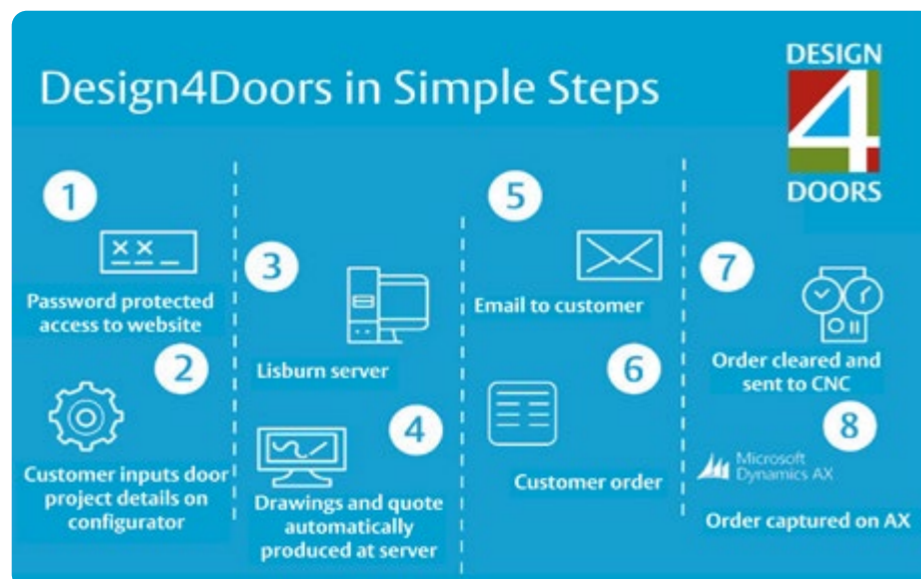 Design4Doors in Simple Steps
DESIGN
4
DOORS
1
Password protected
access to website
2
Customer inputs door
project details on
configurator
3
Lisburn server
4
Drawings and quote
automatically
produced at server
5
Email to customer
6
Customer order
7
Order cleared and
sent to CNC
8
Microsoft
Dynamics AX
Order captured on AX